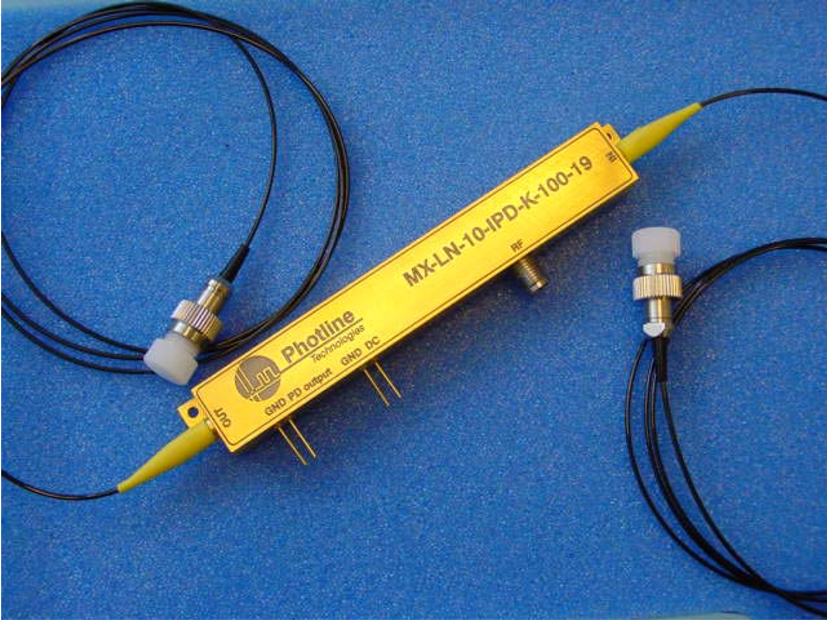 IN
MX-LN-10-IPD-K-100-19
RF
Photline
Technologies
GND PD output GND DC
OUT